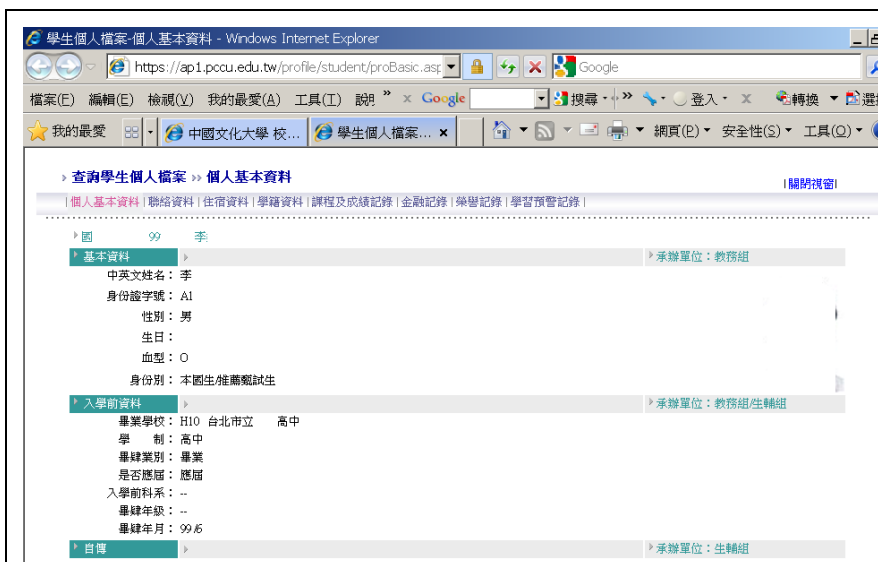 學生個人檔案-個人基本資料 - Windows Internet Explorer
https://ap1.pccu.edu.tw/profile/student/proBasic.asp Google
檔案(F) 編輯(E) 檢視(V) 我的最愛(A) 工具(T) 說 » x Google 搜尋 » 登入 x 轉換 選
我的最愛 中國文化大學 校... 學生個人檔案... x 網頁(P) 安全性(S) 工具(O)
查詢學生個人檔案 >> 個人基本資料
|關閉視窗|
|個人基本資料|聯絡資料|住宿資料|學籍資料|課程及成績記錄|金融記錄|榮譽記錄|學習預警記錄|
國 99 李
基本資料 承辦單位:教務組
中英文姓名:李
身份證字號:A1
性別:男
生日:
血型:O
身份別:本國生/推薦甄試生
入學前資料 承辦單位:教務組/生輔組
畢業學校:H10 台北市立 高中
學 制:高中
畢肄業別:畢業
是否應屆:應屆
入學前科系:--
畢肄年級:--
畢肄年月:99/6
自傳 承辦單位:生輔組